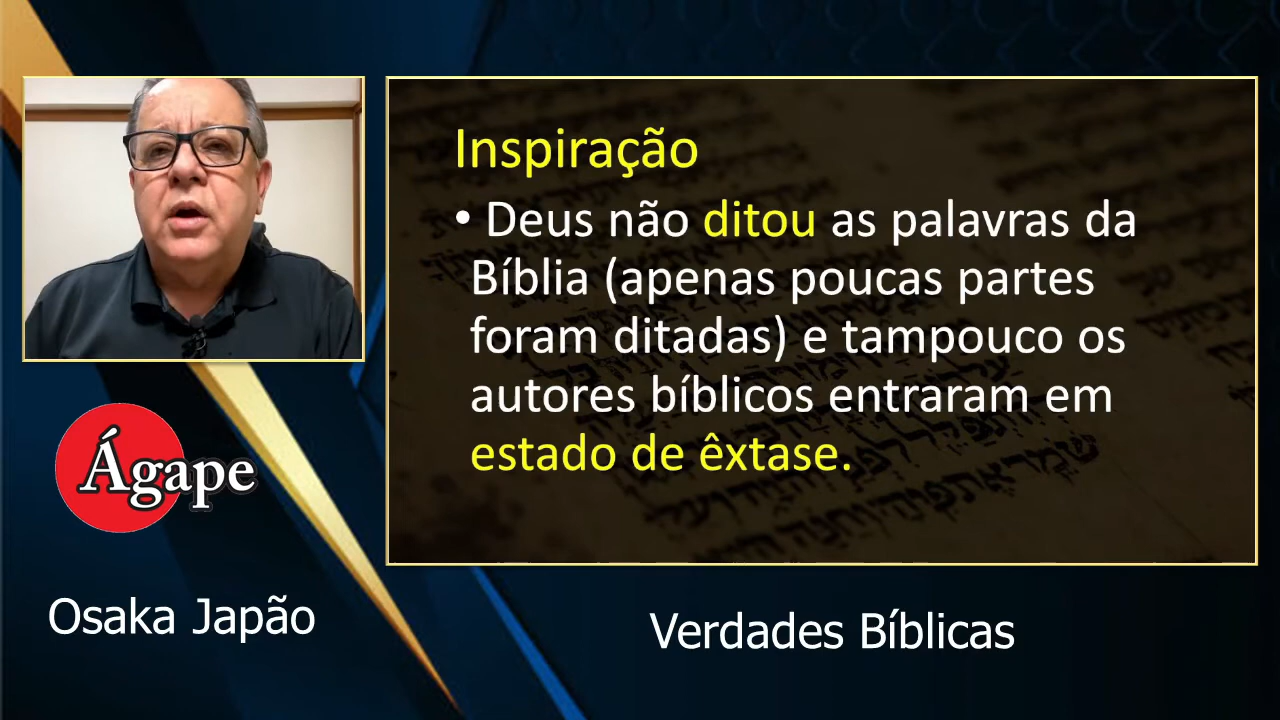 Inspiração
• Deus não ditou as palavras da
Bíblia (apenas poucas partes
foram ditadas) e tampouco os
autores bíblicos entraram em
estado de êxtase.
Ágape
Osaka Japão
Verdades Bíblicas